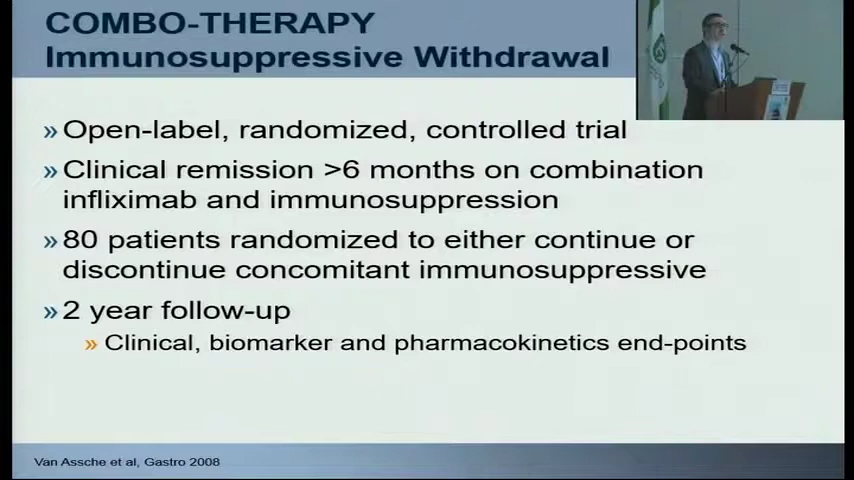 COMBO-THERAPY
Immunosuppressive Withdrawal
» Open-label, randomized, controlled trial
» Clinical remission >6 months on combination
infliximab and immunosuppression
» 80 patients randomized to either continue or
discontinue concomitant immunosuppressive
» 2 year follow-up
» Clinical, biomarker and pharmacokinetics end-points
Van Assche et al, Gastro 2008